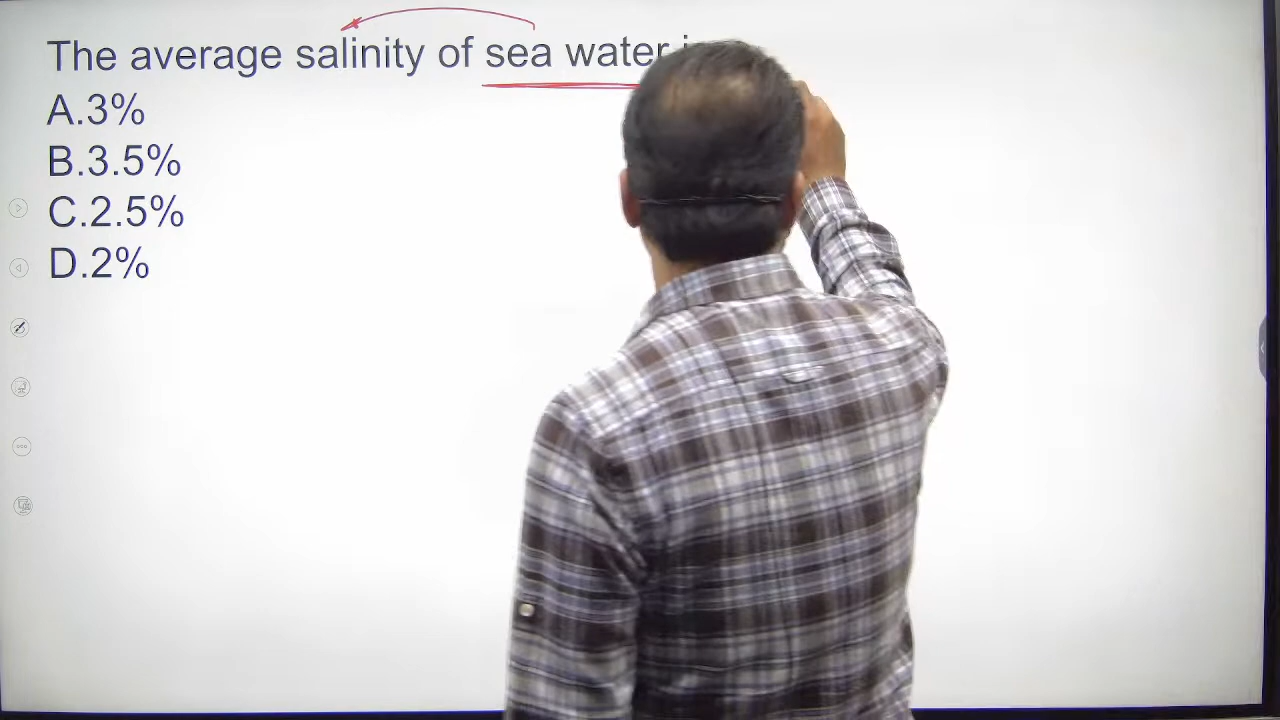 The average salinity of sea water
A.3%
B.3.5%
C.2.5%
D.2%